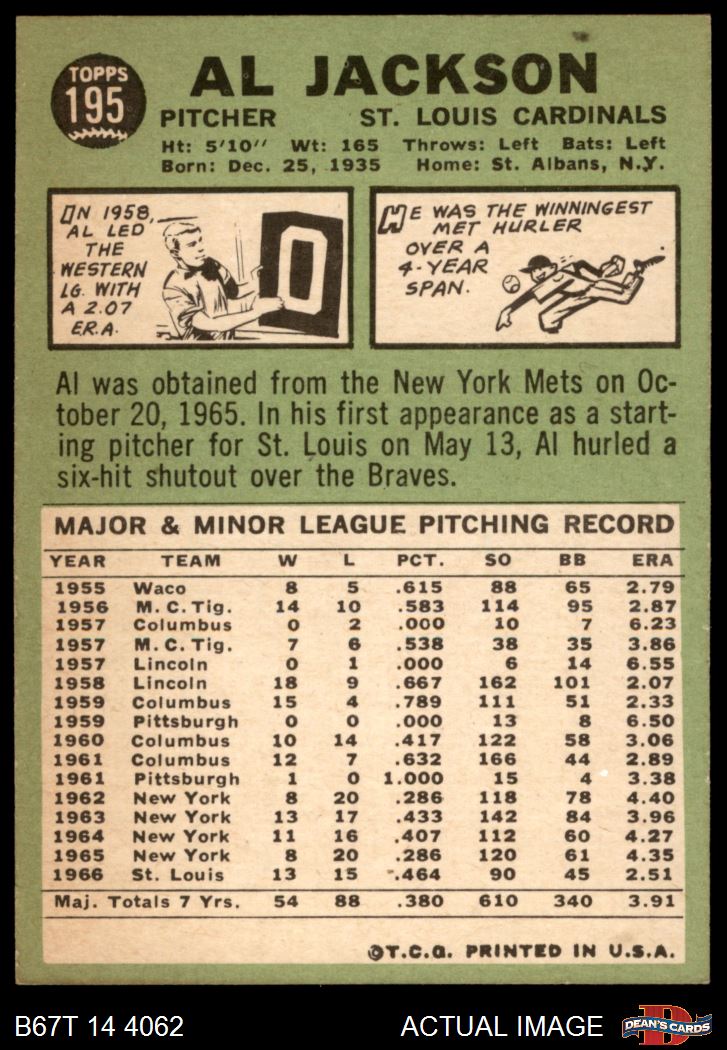 TOPPS
195
AL JACKSON
PITCHER ST. LOUIS CARDINALS
Ht: 5'10" Wt: 165 Throws: Left Bats: Left
Born: Dec. 25, 1935 Home: St. Albans, N.Y.
IN 1958,
AL LED
THE
WESTERN
LG. WITH
A 2.07
E.R.A.
0
HE WAS THE WINNINGEST
MET HURLER
OVER A
4-YEAR
SPAN.
Al was obtained from the New York Mets on Oc-
tober 20, 1965. In his first appearance as a start-
ing pitcher for St. Louis on May 13, Al hurled a
six-hit shutout over the Braves.
MAJOR & MINOR LEAGUE PITCHING RECORD
YEAR TEAM W L PCT. SO BB ERA
1955 Waco 8 5 .615 88 65 2.79
1956 M. C. Tig. 14 10 .583 114 95 2.87
1957 Columbus 0 2 .000 10 7 6.23
1957 M. C. Tig. 7 6 .538 38 35 3.86
1957 Lincoln 0 1 .000 6 14 6.55
1958 Lincoln 18 9 .667 162 101 2.07
1959 Columbus 15 4 .789 111 51 2.33
1959 Pittsburgh 0 0 .000 13 8 6.50
1960 Columbus 10 14 .417 122 58 3.06
1961 Columbus 12 7 .632 166 44 2.89
1961 Pittsburgh 1 0 1.000 15 4 3.38
1962 New York 8 20 .286 118 78 4.40
1963 New York 13 17 .433 142 84 3.96
1964 New York 11 16 .407 112 60 4.27
1965 New York 8 20 .286 120 61 4.35
1966 St. Louis 13 15 .464 90 45 2.51
Maj. Totals 7 Yrs. 54 88 .380 610 340 3.91
©T.C.G. PRINTED IN U.S.A.
B67T 14 4062 ACTUAL IMAGE
D
DEAN'S CARDS